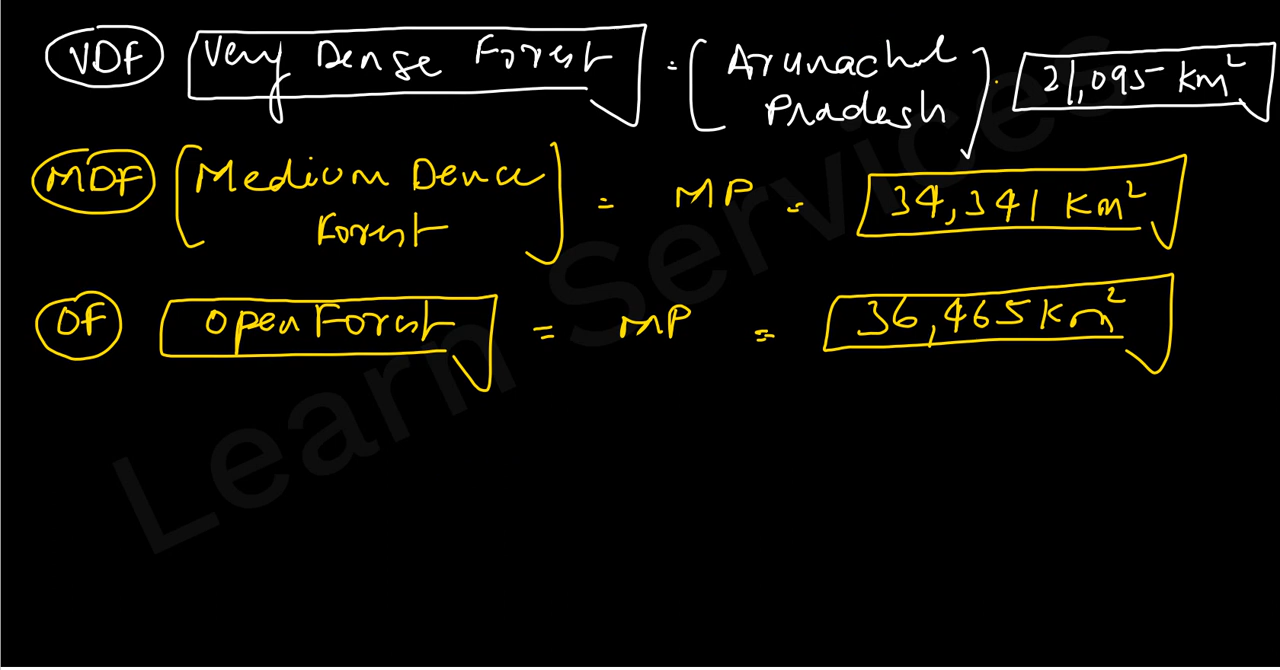 VDF Very Dense Forest = [Arunachal Pradesh] 21,095 km²
MDF [Medium Dence Forest] = MP = 34,341 km²
OF Open Forest = MP = 36,465 km²
Learn Services